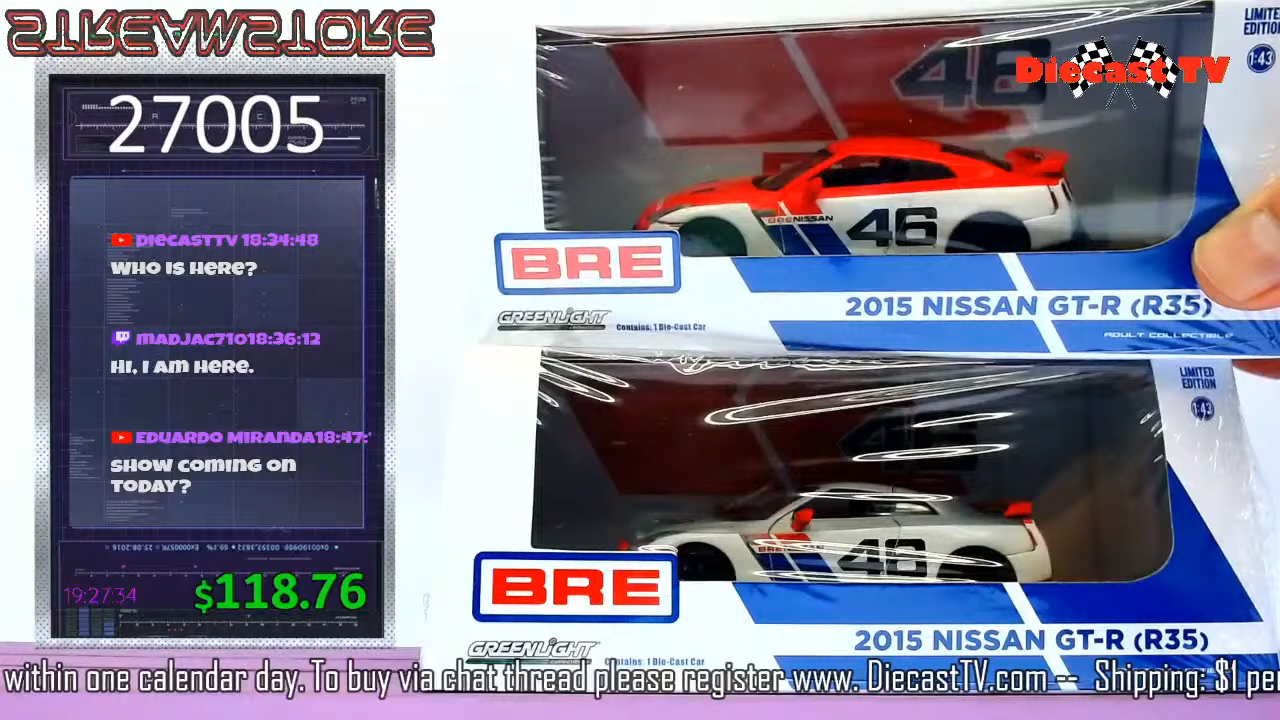 STREAMSTORE
27005
DIECASTTV 18:34:48
WHO IS HERE?
MADJAC71018:36:12
HI, I AM HERE.
EDUARDO MIRANDA18:47:
SHOW COMING ON
TODAY?
19:27:34
$118.76
LIMITED
EDITION
1:43
Diecast TV
46
BRE NISSAN
46
BRE
2015 NISSAN GT-R (R35)
GREENLIGHT
Contains: 1 Die-Cast Car
ADULT COLLECTIBLE
LIMITED
EDITION
1:43
46
BRE
2015 NISSAN GT-R (R35)
GREENLIGHT
Contains: 1 Die-Cast Car
within one calendar day. To buy via chat thread please register www. DiecastTV.com -- Shipping: $1 per